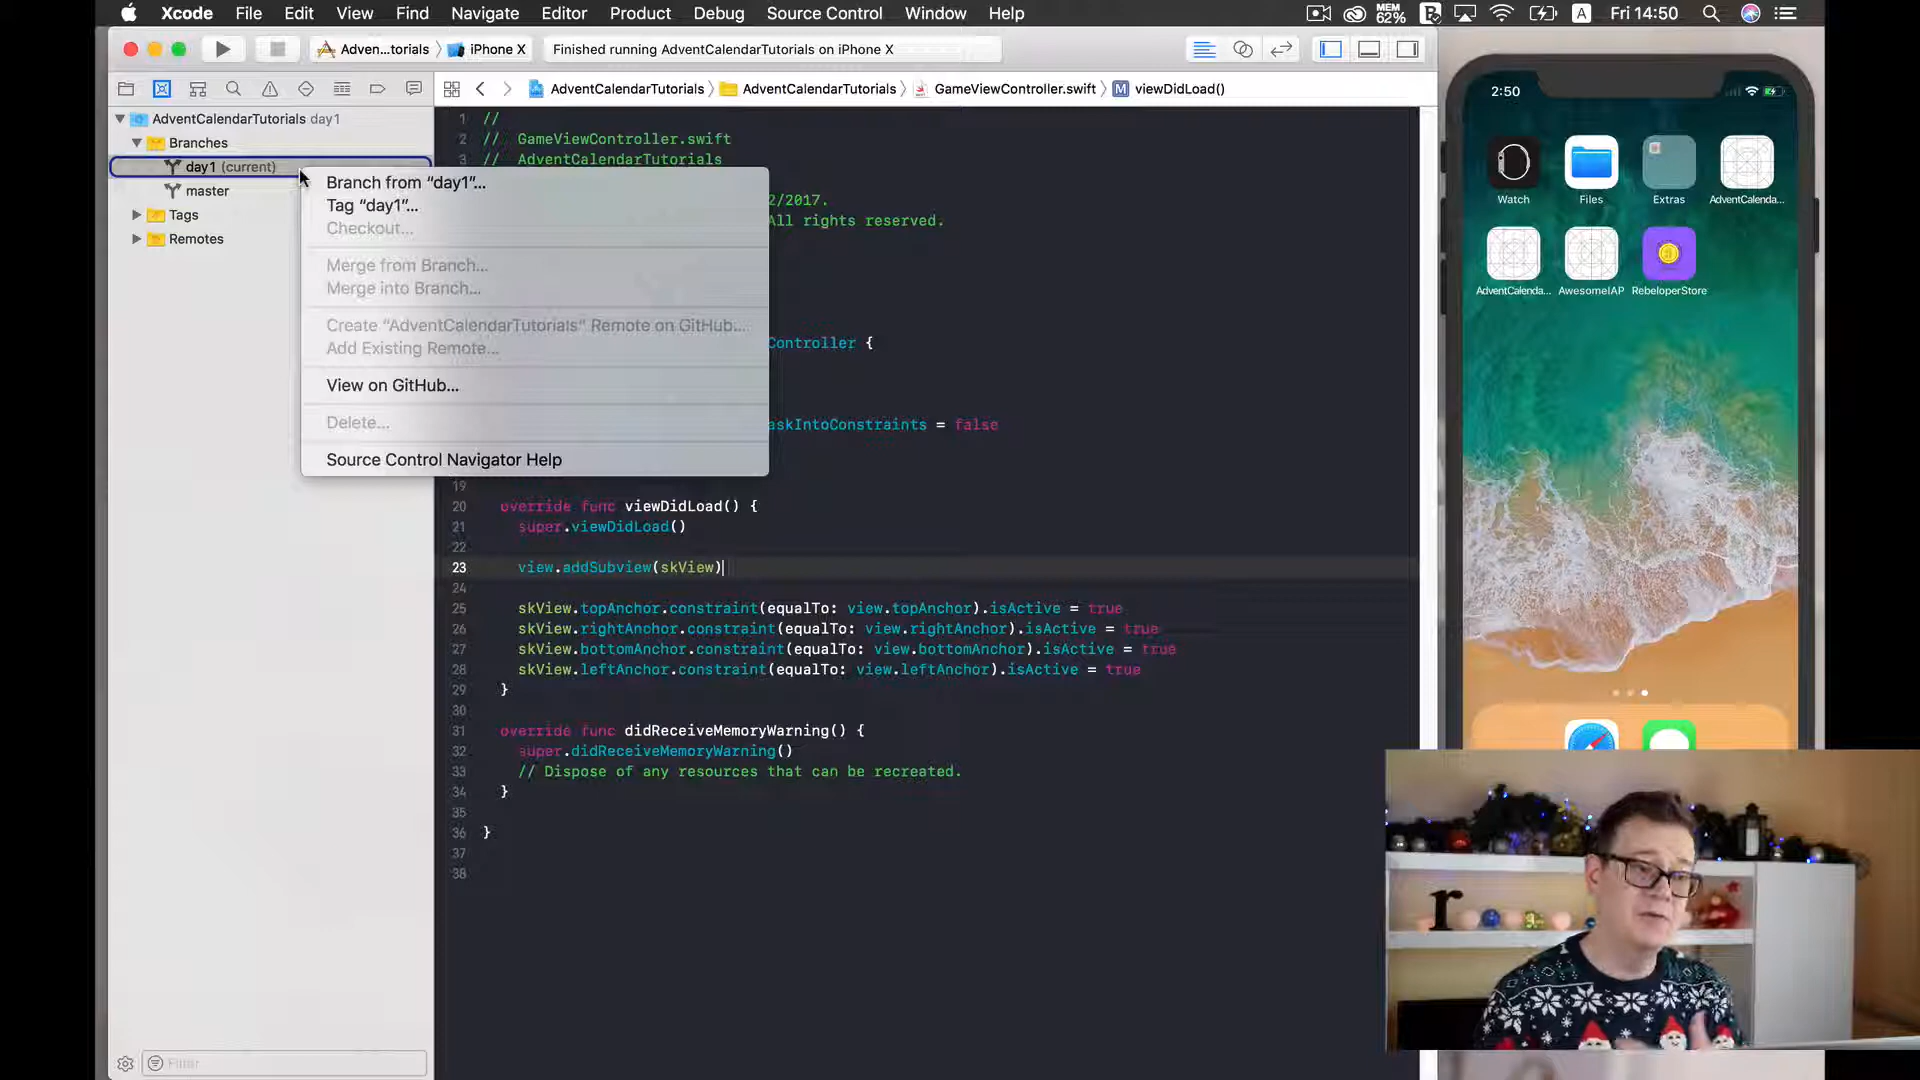 Xcode File Edit View Find Navigate Editor Product Debug Source Control Window Help
MEM 62% A Fri 14:50
Adven...torials iPhone X Finished running AdventCalendarTutorials on iPhone X
AdventCalendarTutorials AdventCalendarTutorials GameViewController.swift M viewDidLoad()
AdventCalendarTutorials day1
Branches
day1 (current)
master
Tags
Remotes
Filter
Branch from “day1”...
Tag “day1”...
Checkout...
Merge from Branch...
Merge into Branch...
Create “AdventCalendarTutorials” Remote on GitHub...
Add Existing Remote...
View on GitHub...
Delete...
Source Control Navigator Help
1 //
2 // GameViewController.swift
3 // AdventCalendarTutorials
2/2017.
All rights reserved.
Controller {
askIntoConstraints = false
19
20 override func viewDidLoad() {
21 super.viewDidLoad()
22
23 view.addSubview(skView)
24
25 skView.topAnchor.constraint(equalTo: view.topAnchor).isActive = true
26 skView.rightAnchor.constraint(equalTo: view.rightAnchor).isActive = true
27 skView.bottomAnchor.constraint(equalTo: view.bottomAnchor).isActive = true
28 skView.leftAnchor.constraint(equalTo: view.leftAnchor).isActive = true
29 }
30
31 override func didReceiveMemoryWarning() {
32 super.didReceiveMemoryWarning()
33 // Dispose of any resources that can be recreated.
34 }
35
36 }
37
38
2:50
Watch Files Extras AdventCalenda...
AdventCalenda... AwesomeIAP RebeloperStore
r